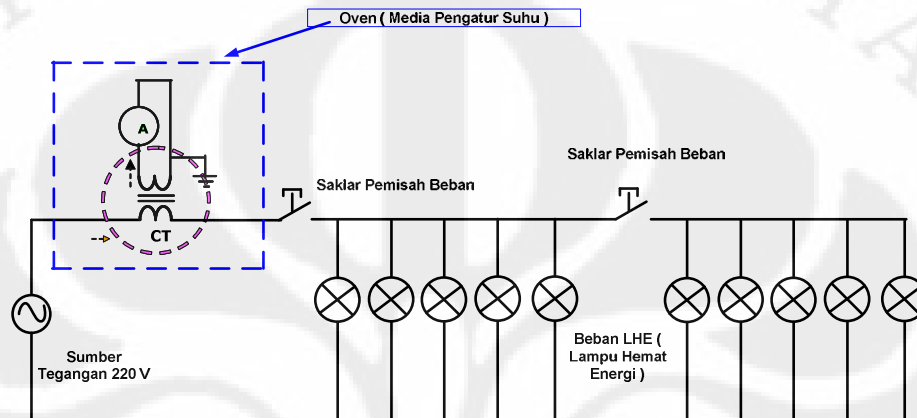 Oven ( Media Pengatur Suhu )
A
CT
Saklar Pemisah Beban
Saklar Pemisah Beban
Sumber
Tegangan 220 V
Beban LHE (
Lampu Hemat
Energi )